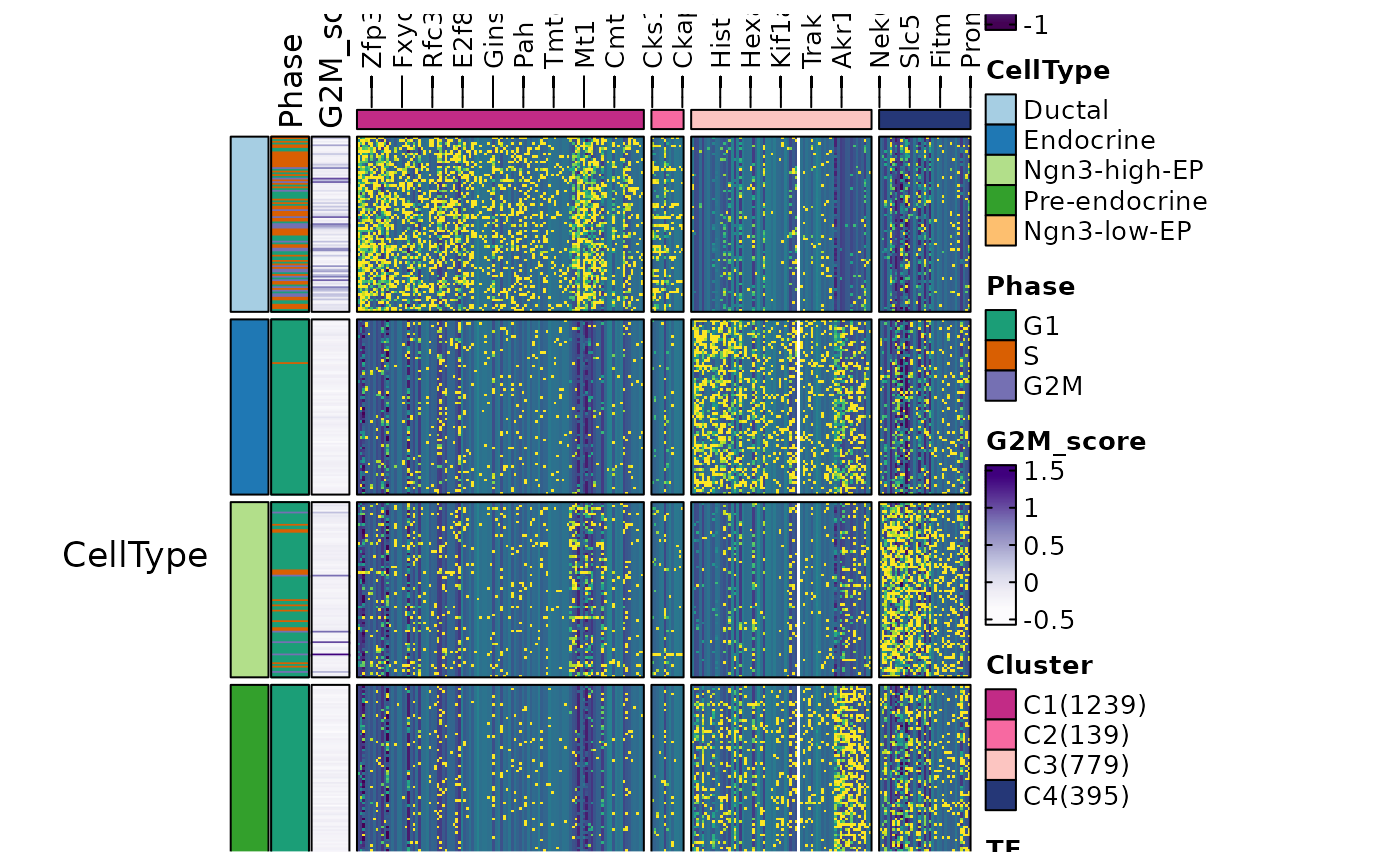 Phase
G2M_sc
Zfp3
Fxyc
Rfc3
E2f8
Gins
Pah
Tmt
Mt1
Cmt
Cks
Cka
Hist
Hex
Kif1
Trak
Akr1
Nek
Slc5
Fitm
Pron
CellType
-1
CellType
Ductal
Endocrine
Ngn3-high-EP
Pre-endocrine
Ngn3-low-EP
Phase
G1
S
G2M
G2M_score
1.5
1
0.5
0
-0.5
Cluster
C1(1239)
C2(139)
C3(779)
C4(395)
TF